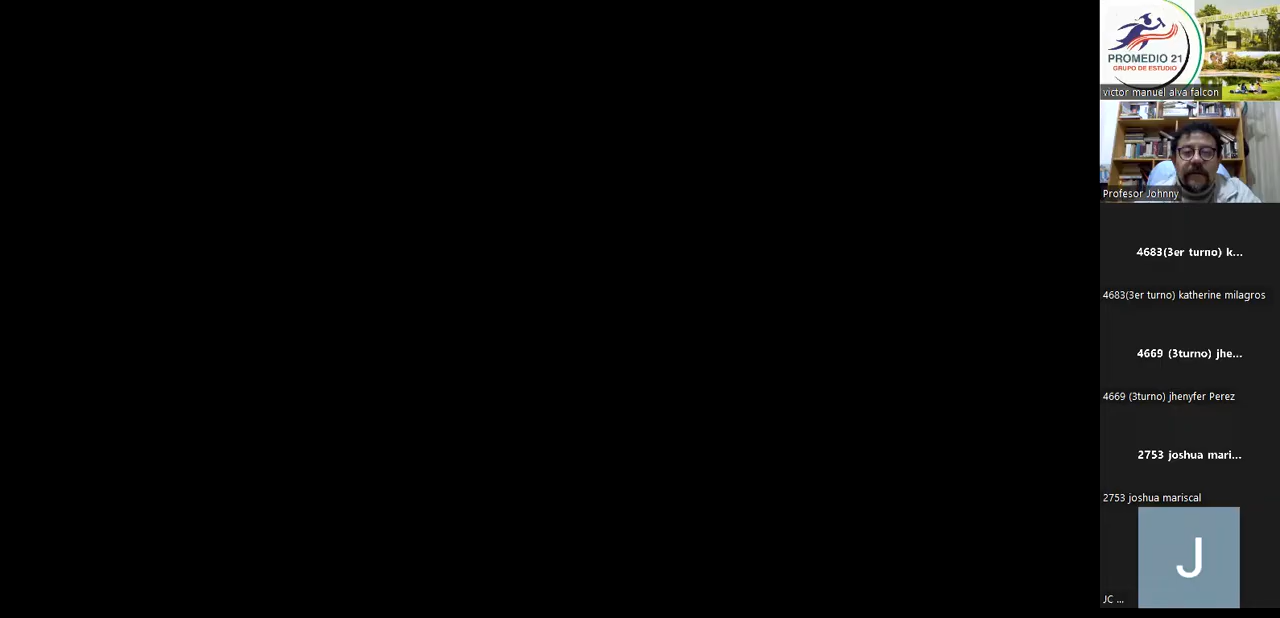 PROMEDIO 21
GRUPO DE ESTUDIO
victor manuel alva falcon
Profesor Johnny
4683(3er turno) k...
4683(3er turno) katherine milagros
4669 (3turno) jhe...
4669 (3turno) jhenyfer Perez
2753 joshua mari...
2753 joshua mariscal
J
JC ...